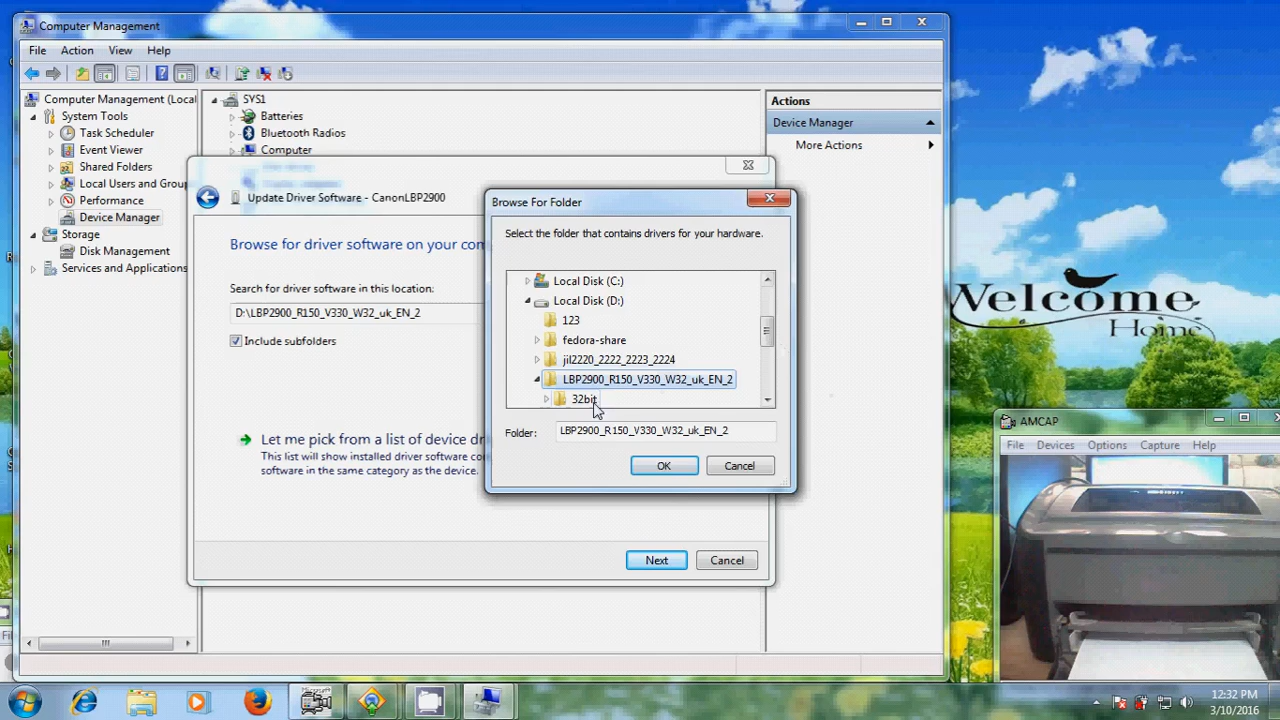 Computer Management
File Action View Help
Computer Management (Local
System Tools
Task Scheduler
Event Viewer
Shared Folders
Local Users and Group
Performance
Device Manager
Storage
Disk Management
Services and Applications
SYS1
Batteries
Bluetooth Radios
Computer
Actions
Device Manager
More Actions
Update Driver Software - CanonLBP2900
Browse for driver software on your com
Search for driver software in this location:
D:\LBP2900_R150_V330_W32_uk_EN_2
Include subfolders
Let me pick from a list of device dr
This list will show installed driver software co
software in the same category as the device.
Next Cancel
Browse For Folder
Select the folder that contains drivers for your hardware.
Local Disk (C:)
Local Disk (D:)
123
fedora-share
jil2220_2222_2223_2224
LBP2900_R150_V330_W32_uk_EN_2
32bit
Folder: LBP2900_R150_V330_W32_uk_EN_2
OK Cancel
Welcome
Home
AMCAP
File Devices Options Capture Help
12:32 PM
3/10/2016